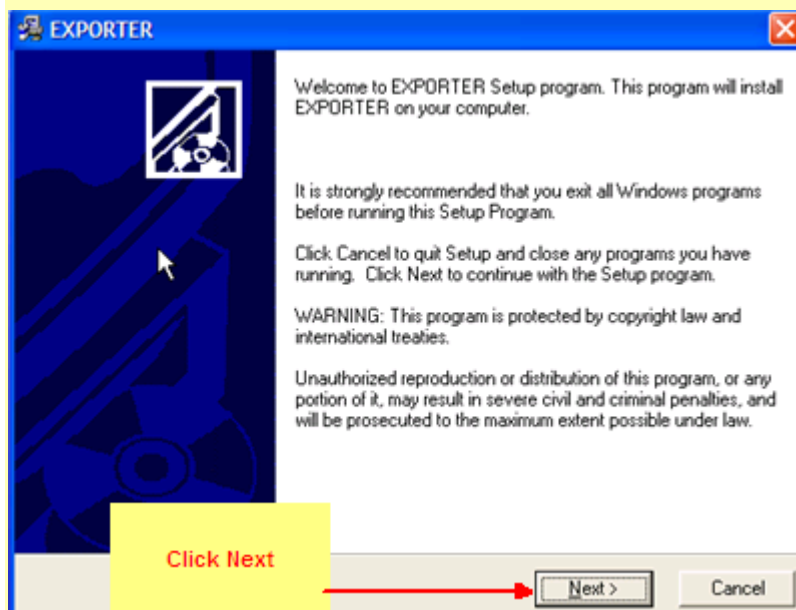 EXPORTER
Welcome to EXPORTER Setup program. This program will install
EXPORTER on your computer.
It is strongly recommended that you exit all Windows programs
before running this Setup Program.
Click Cancel to quit Setup and close any programs you have
running. Click Next to continue with the Setup program.
WARNING: This program is protected by copyright law and
international treaties.
Unauthorized reproduction or distribution of this program, or any
portion of it, may result in severe civil and criminal penalties, and
will be prosecuted to the maximum extent possible under law.
Click Next
Next >
Cancel